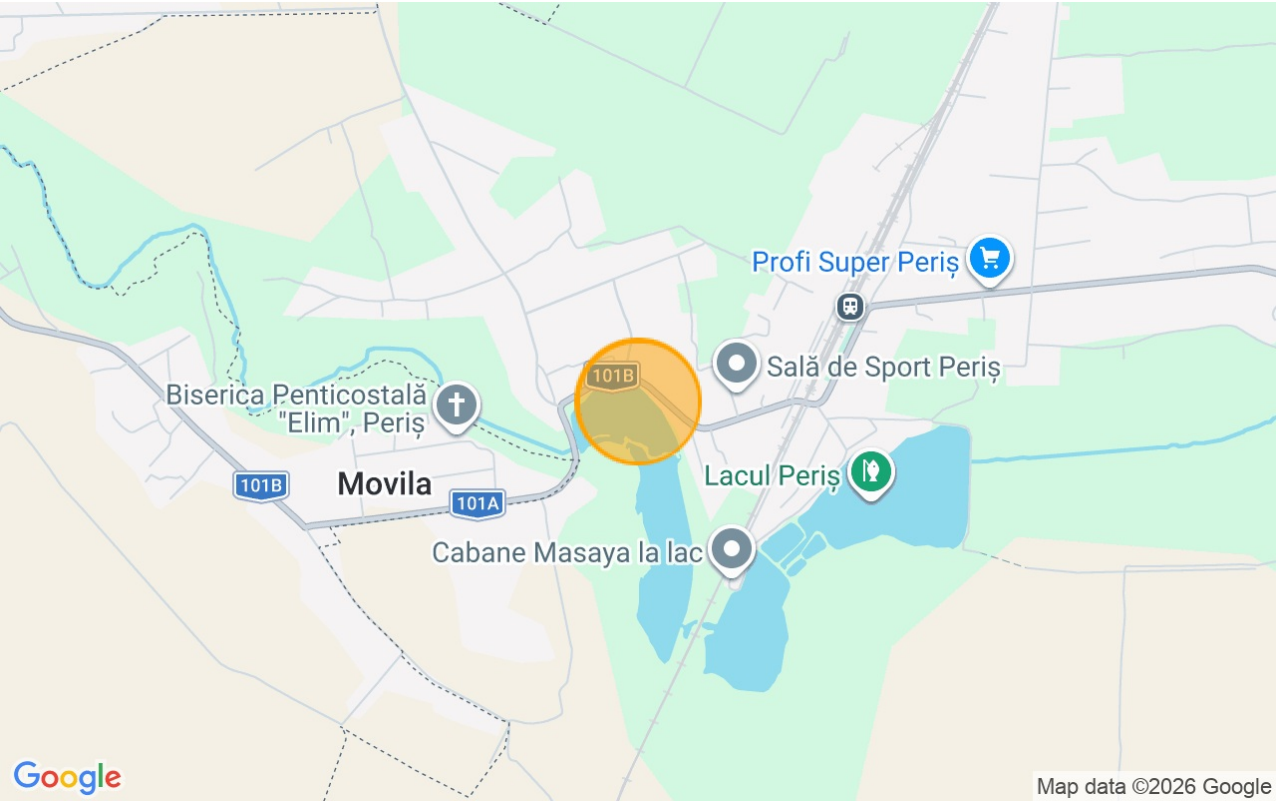 Profi Super Periș
101B
Sală de Sport Periș
Biserica Penticostală
"Elim", Periș
Lacul Periș
101B
Movila
101A
Cabane Masaya la lac
Google
Map data ©2026 Google